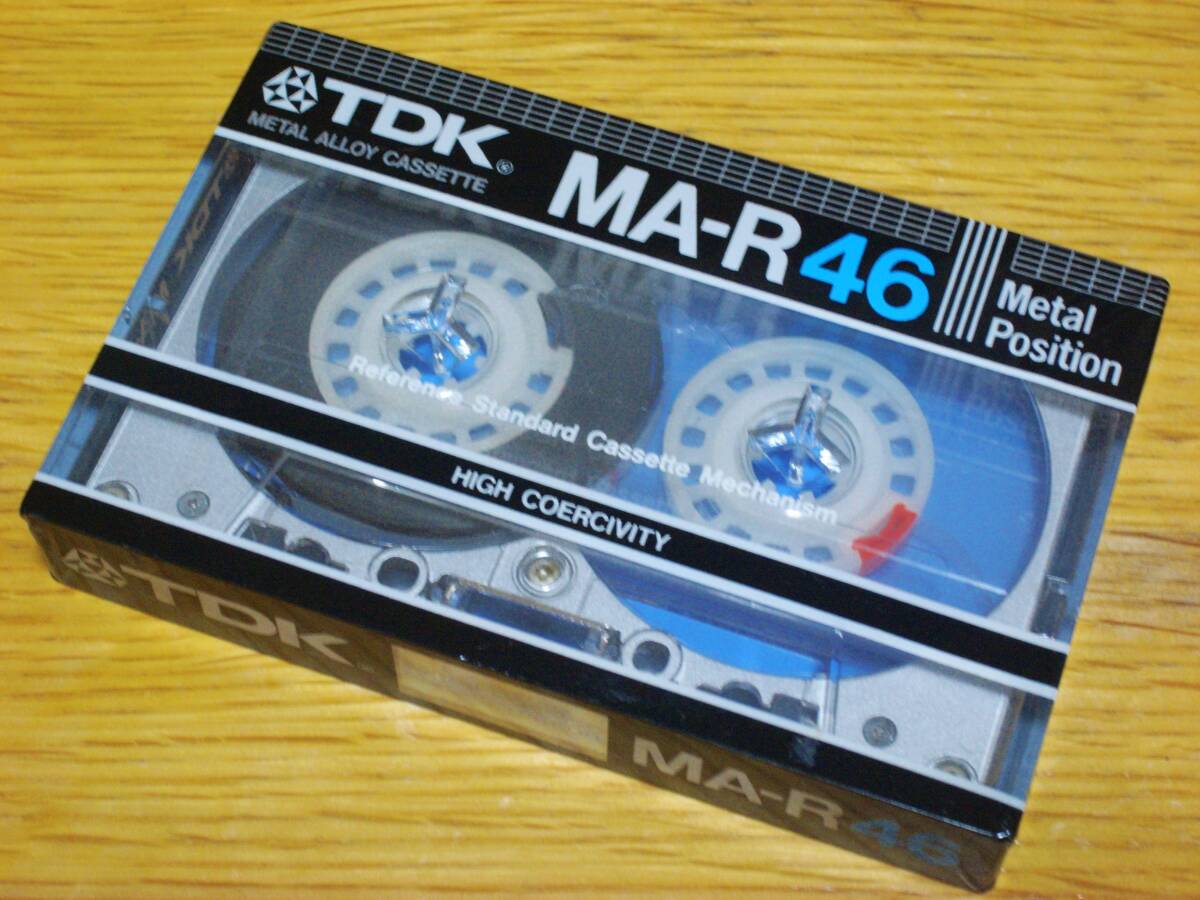 TDK®
METAL ALLOY CASSETTE
MA-R 46
Metal
Position
Reference Standard Cassette Mechanism
HIGH COERCIVITY
TDK
MA-R 46